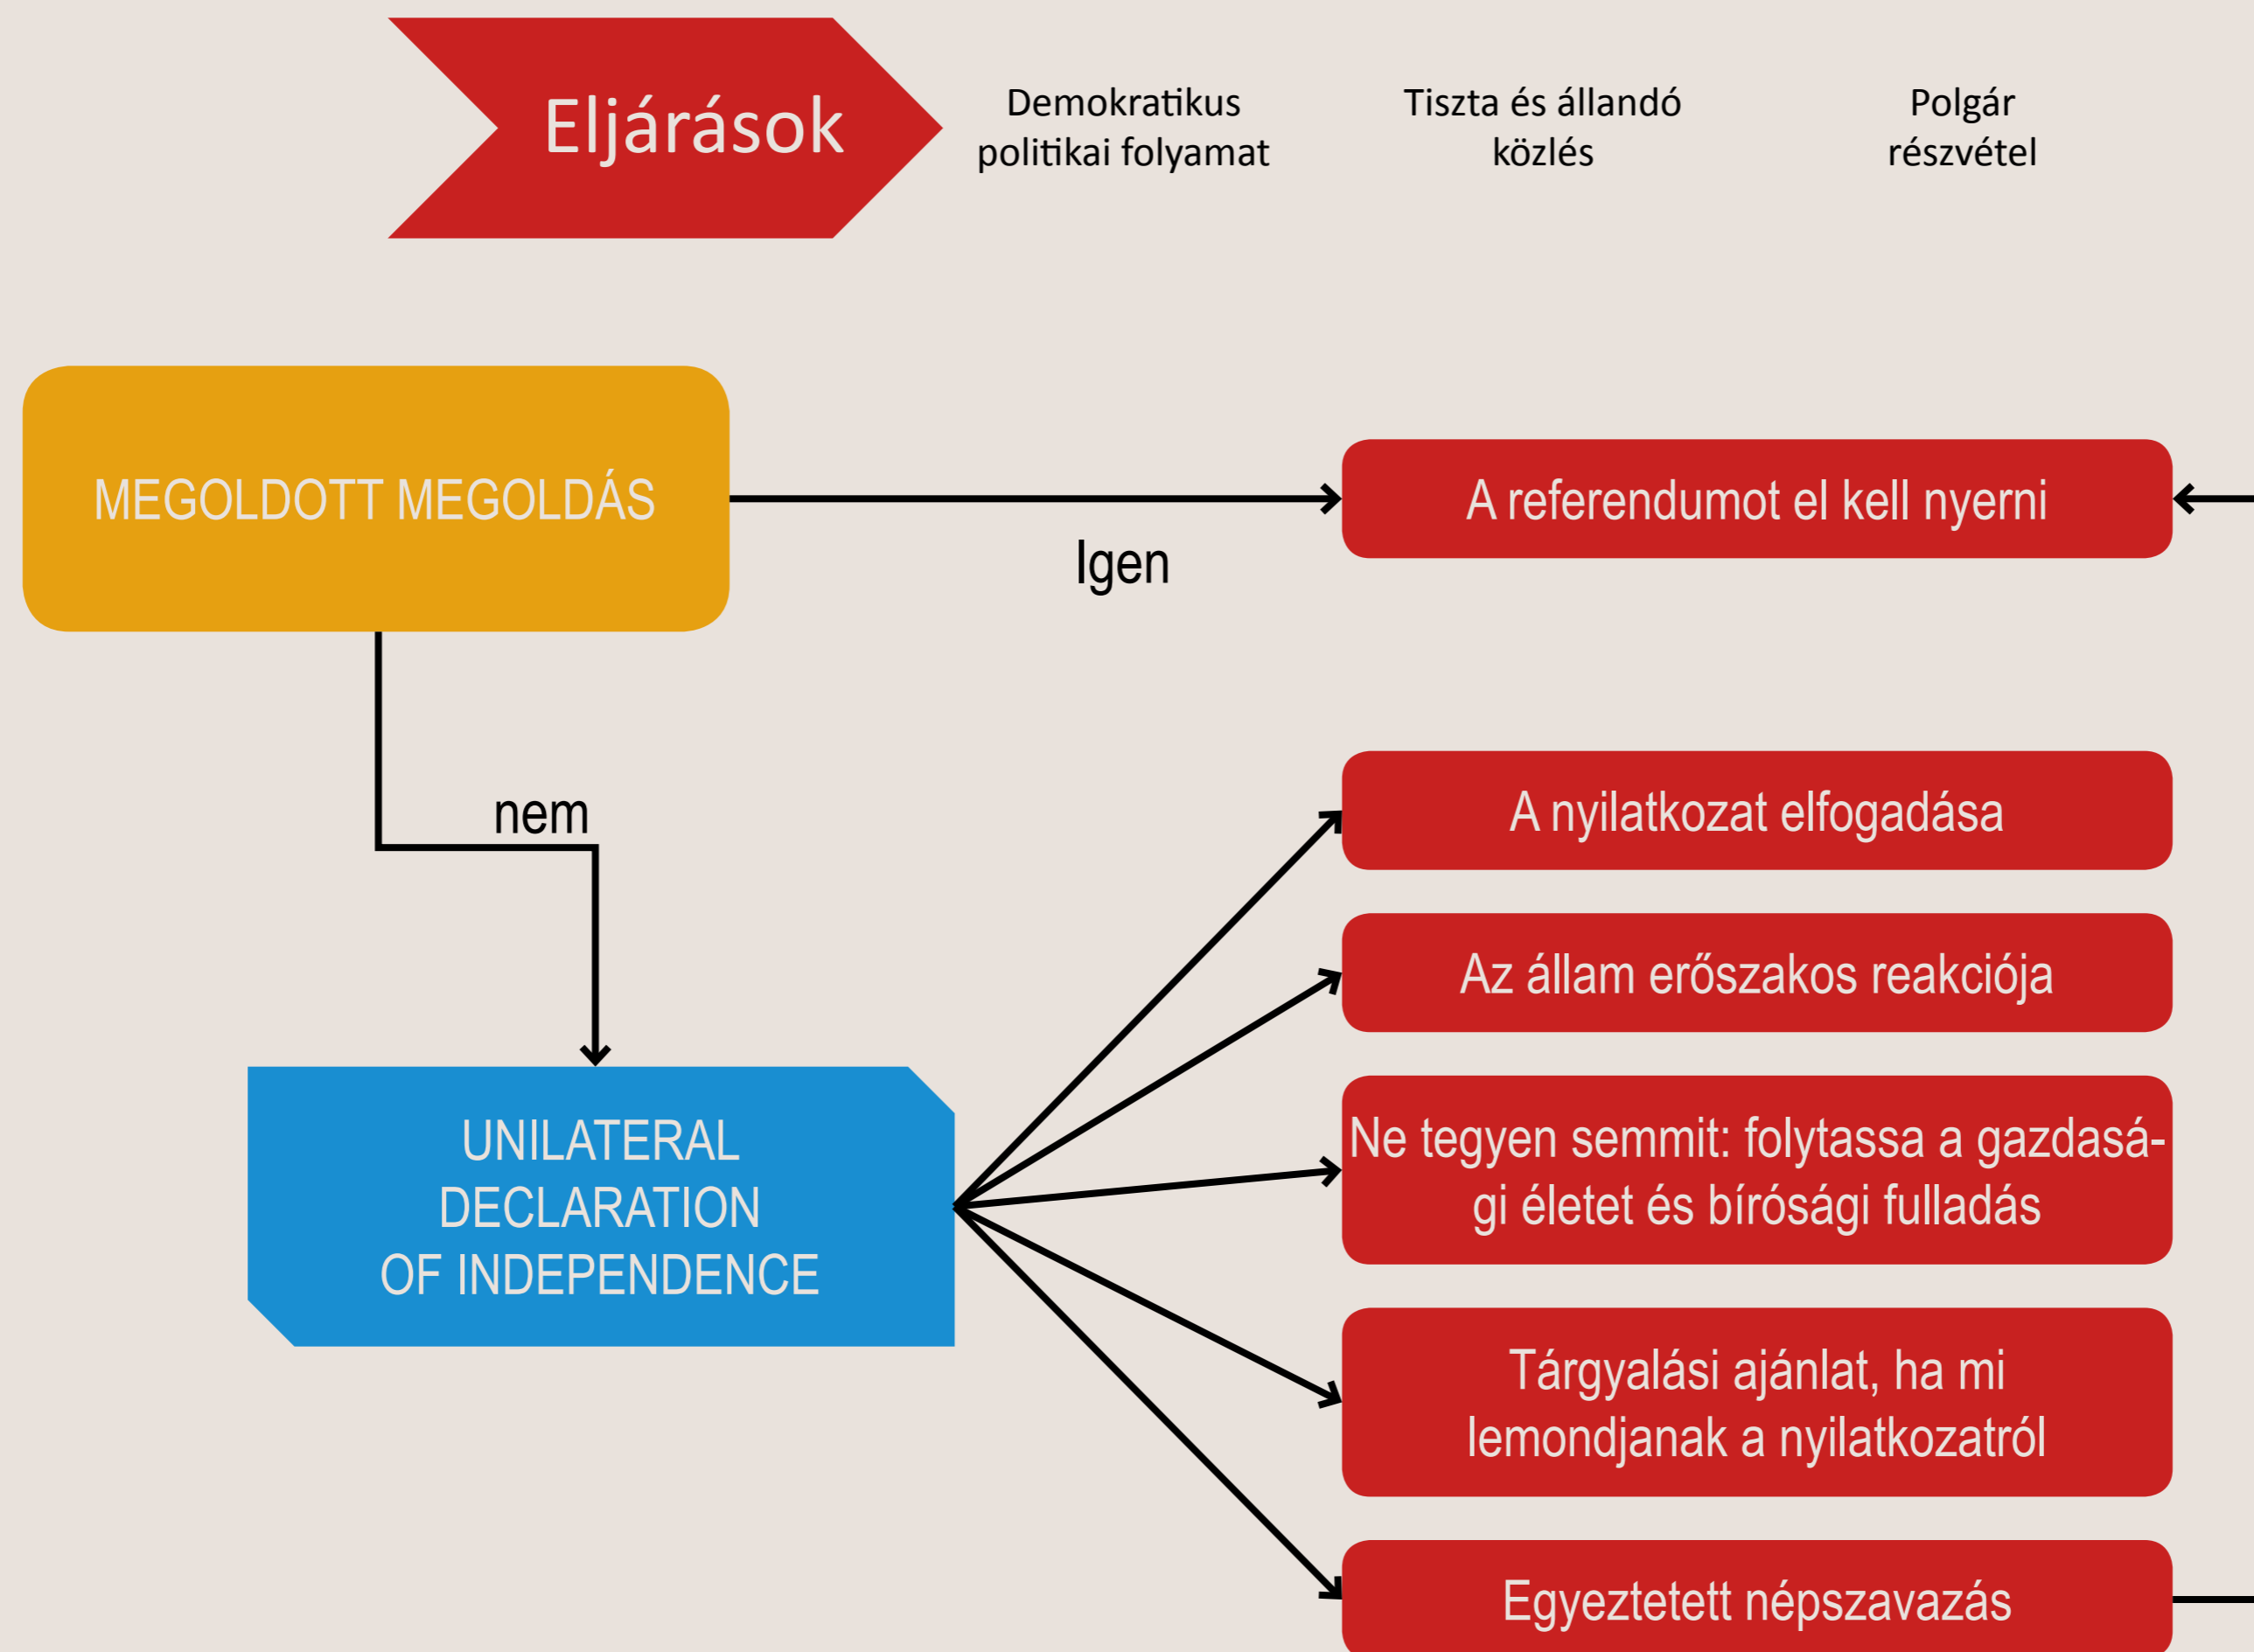 Eljárások
Demokratikus
politikai folyamat
Tiszta és állandó
közlés
Polgár
részvétel
MEGOLDOTT MEGOLDÁS
Igen
A referendumot el kell nyerni
nem
A nyilatkozat elfogadása
Az állam erőszakos reakciója
UNILATERAL
DECLARATION
OF INDEPENDENCE
Ne tegyen semmit: folytassa a gazdasá-
gi életet és bírósági fulladás
Tárgyalási ajánlat, ha mi
lemondjanak a nyilatkozatról
Egyeztetett népszavazás